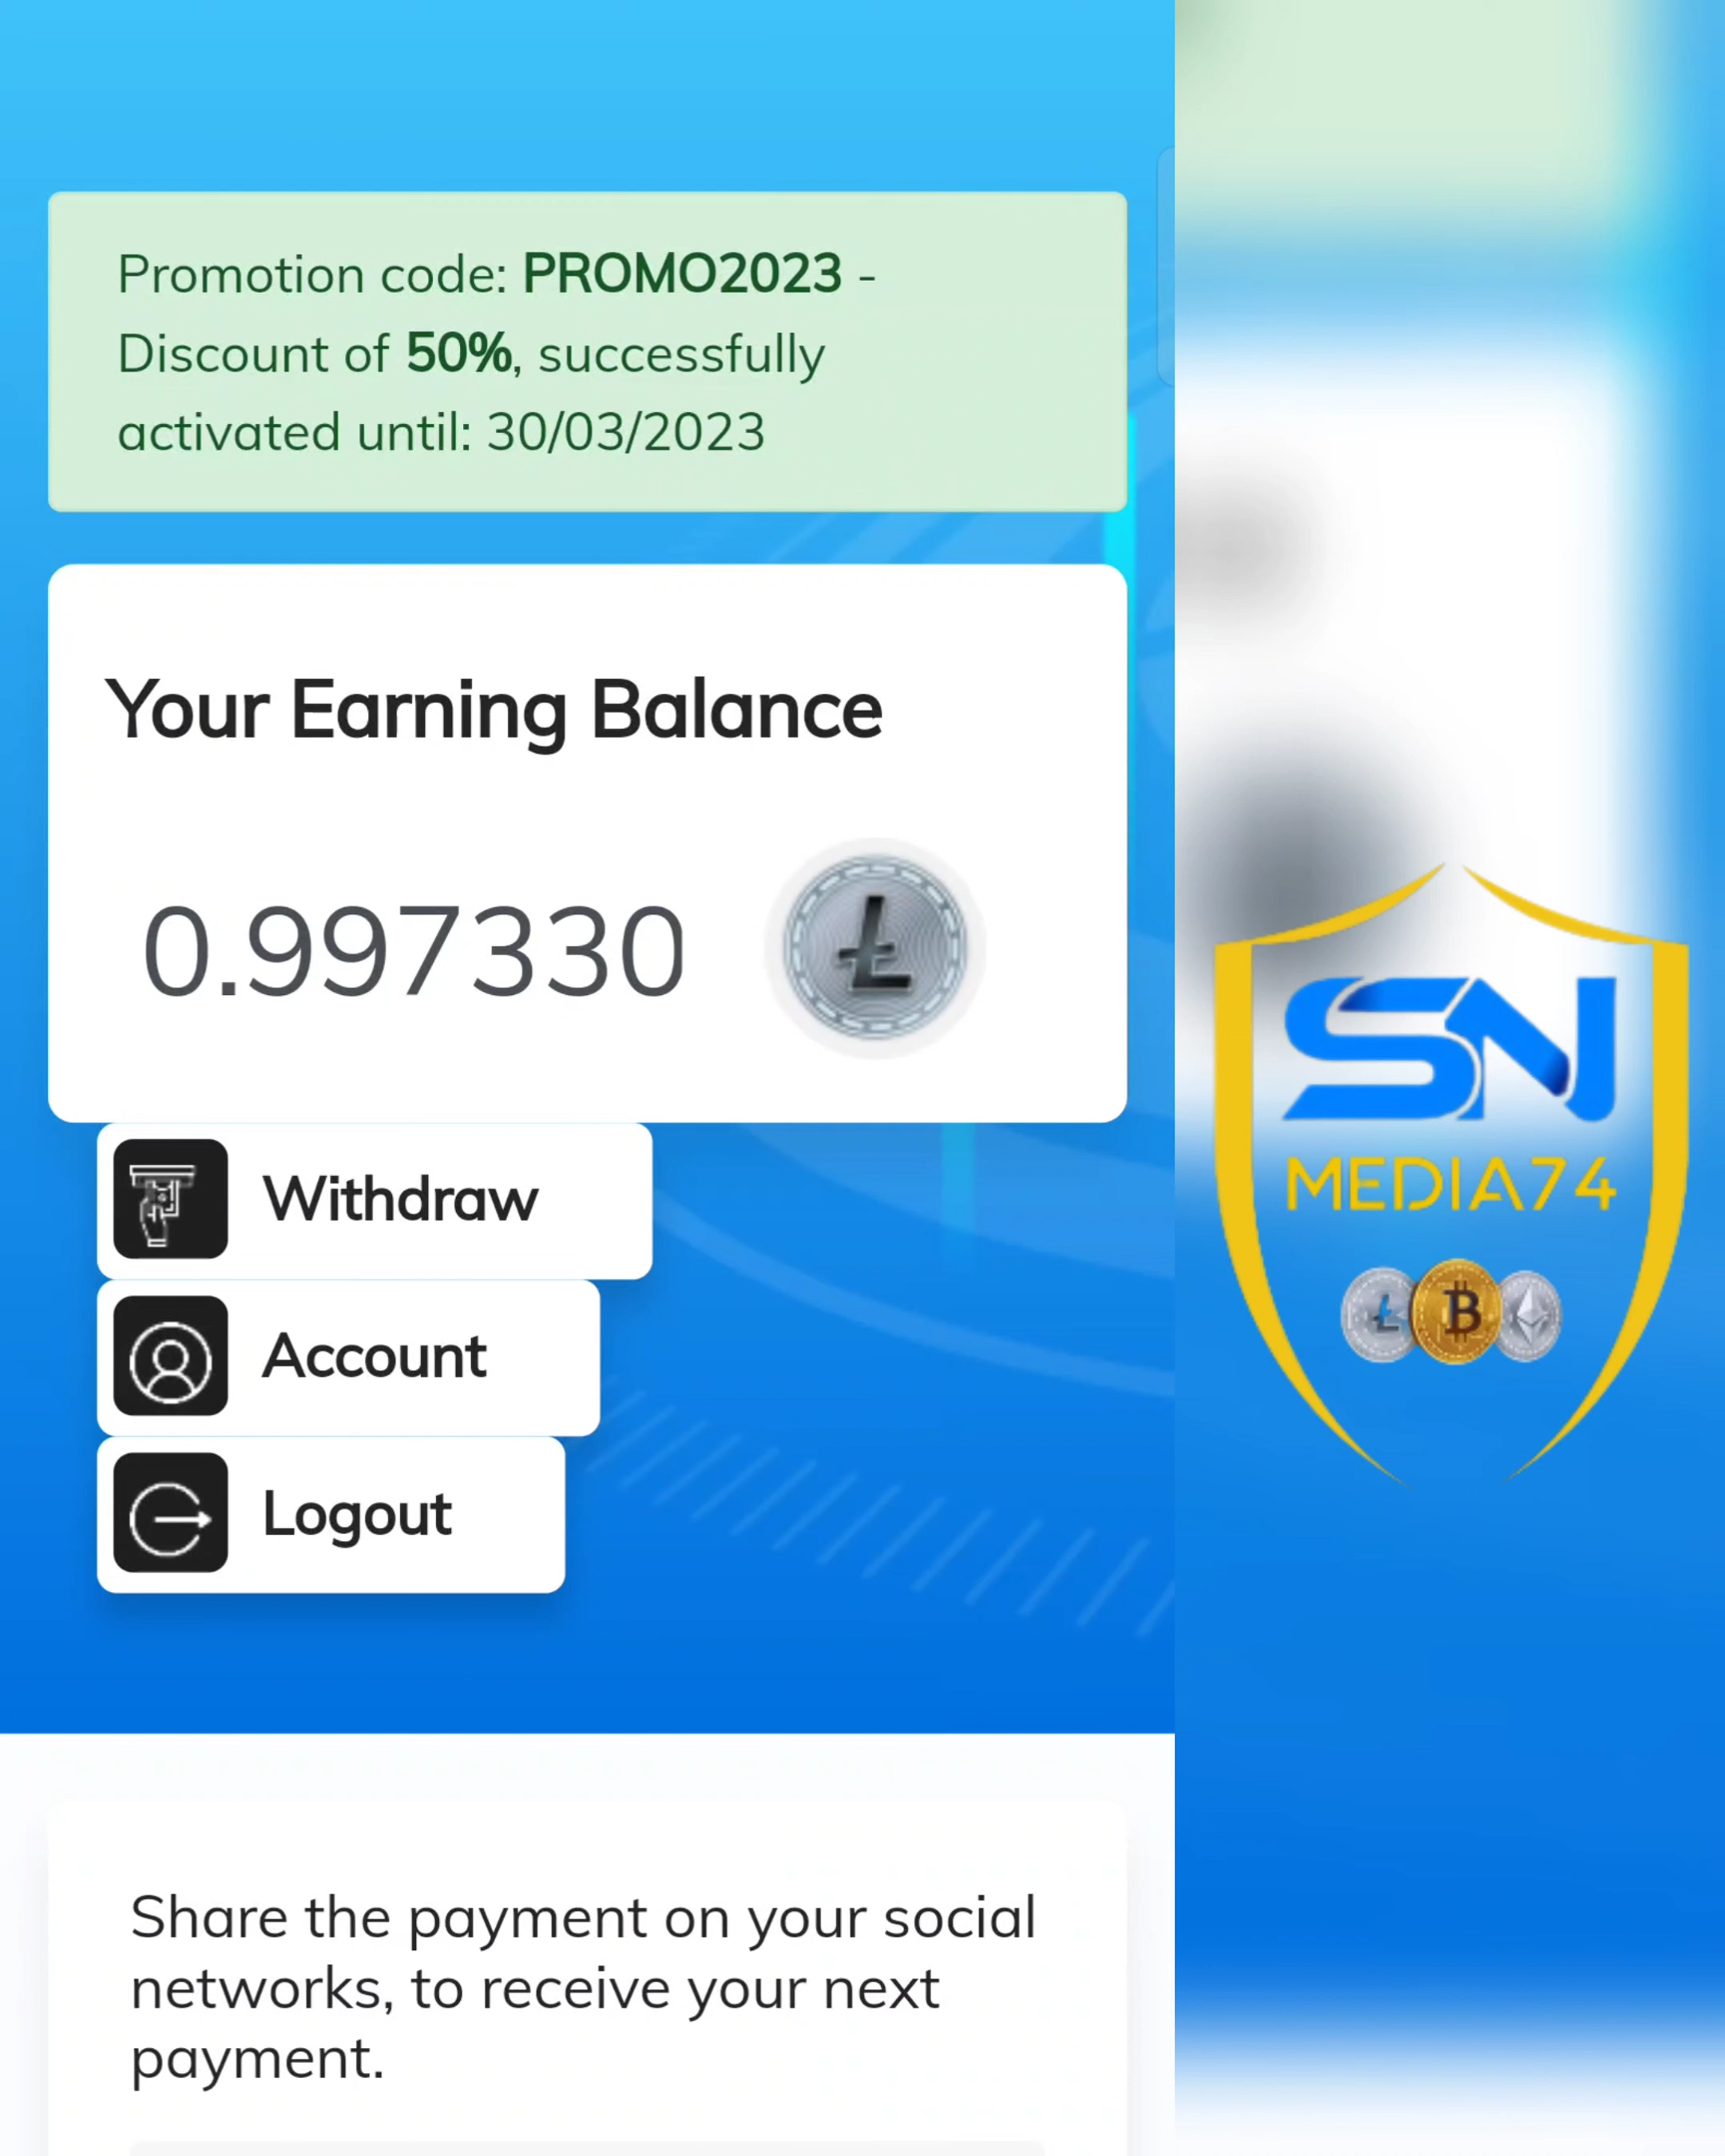 Promotion code: PROMO2023 -
Discount of 50%, successfully
activated until: 30/03/2023
Your Earning Balance
0.997330
Withdraw
Account
Logout
Share the payment on your social
networks, to receive your next
payment.
SN
MEDIA74